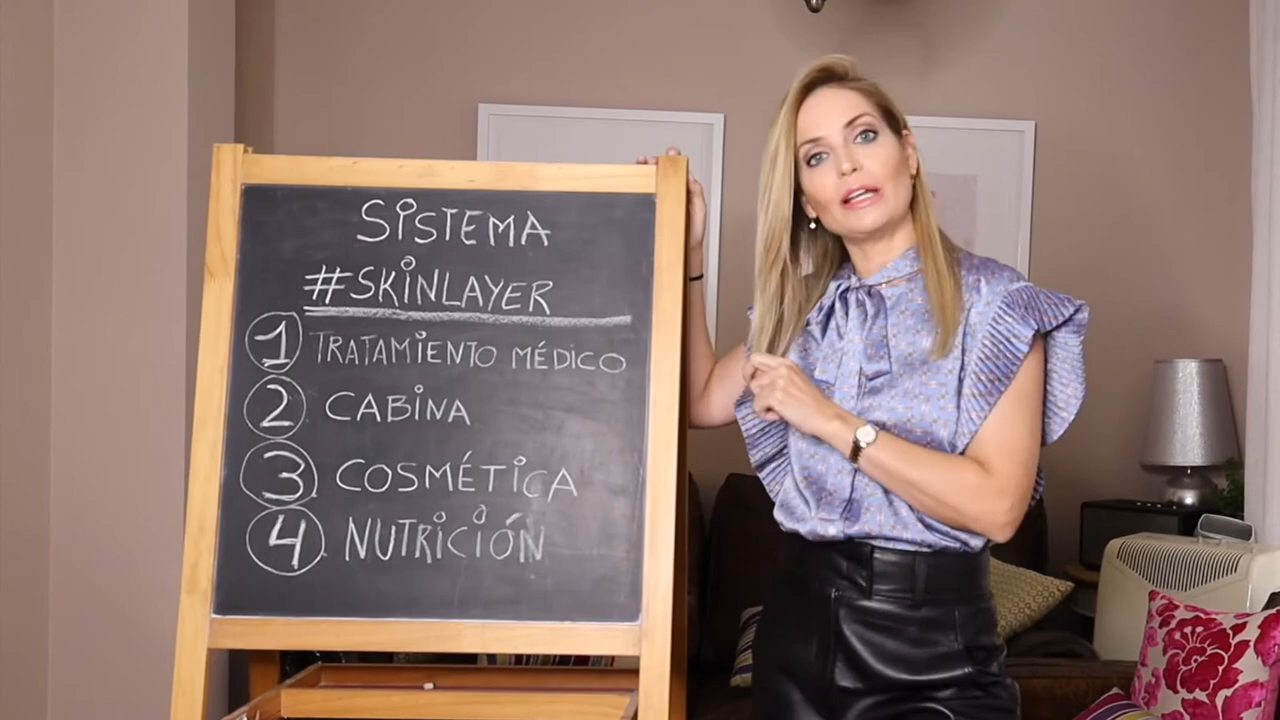 SISTEMA
#SKINLAYER
1 TRATAMIENTO MÉDICO
2 CABINA
3 COSMÉTICA
4 NUTRICIÓN